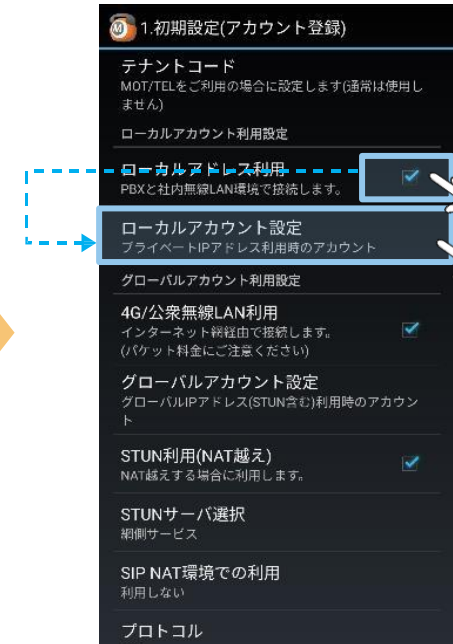 1.初期設定(アカウント登録)
テナントコード
MOT/TELをご利用の場合に設定します(通常は使用し
ません)
ローカルアカウント利用設定
ローカルアドレス利用
PBXと社内無線LAN環境で接続します。
ローカルアカウント設定
プライベートIPアドレス利用時のアカウント
グローバルアカウント利用設定
4G/公衆無線LAN利用
インターネット網経由で接続します。
(パケット料金にご注意ください)
グローバルアカウント設定
グローバルIPアドレス(STUN含む)利用時のアカウン
ト
STUN利用(NAT越え)
NAT越えする場合に利用します。
STUNサーバ選択
網側サービス
SIP NAT環境での利用
利用しない
プロトコル